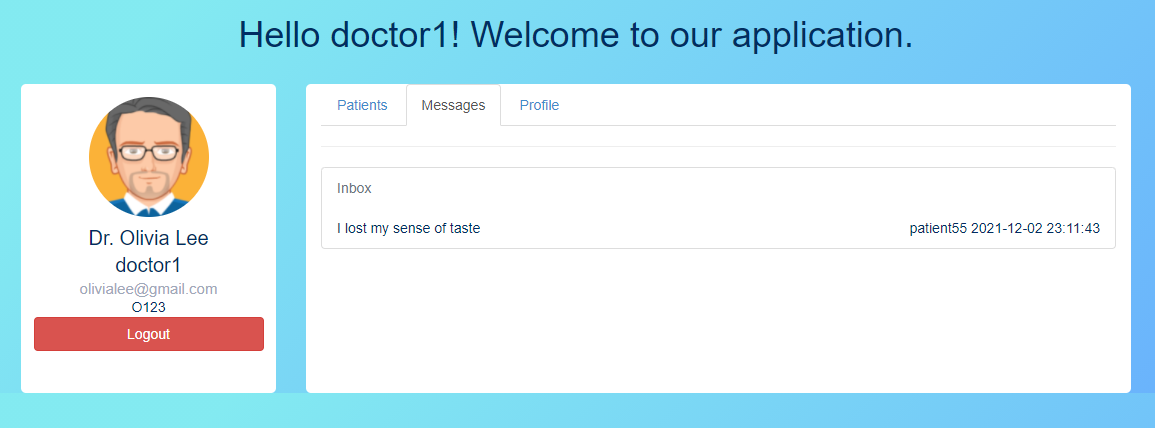 Hello doctor1! Welcome to our application.
Dr. Olivia Lee
doctor1
olivialee@gmail.com
O123
Logout
Patients Messages Profile
Inbox
I lost my sense of taste patient55 2021-12-02 23:11:43